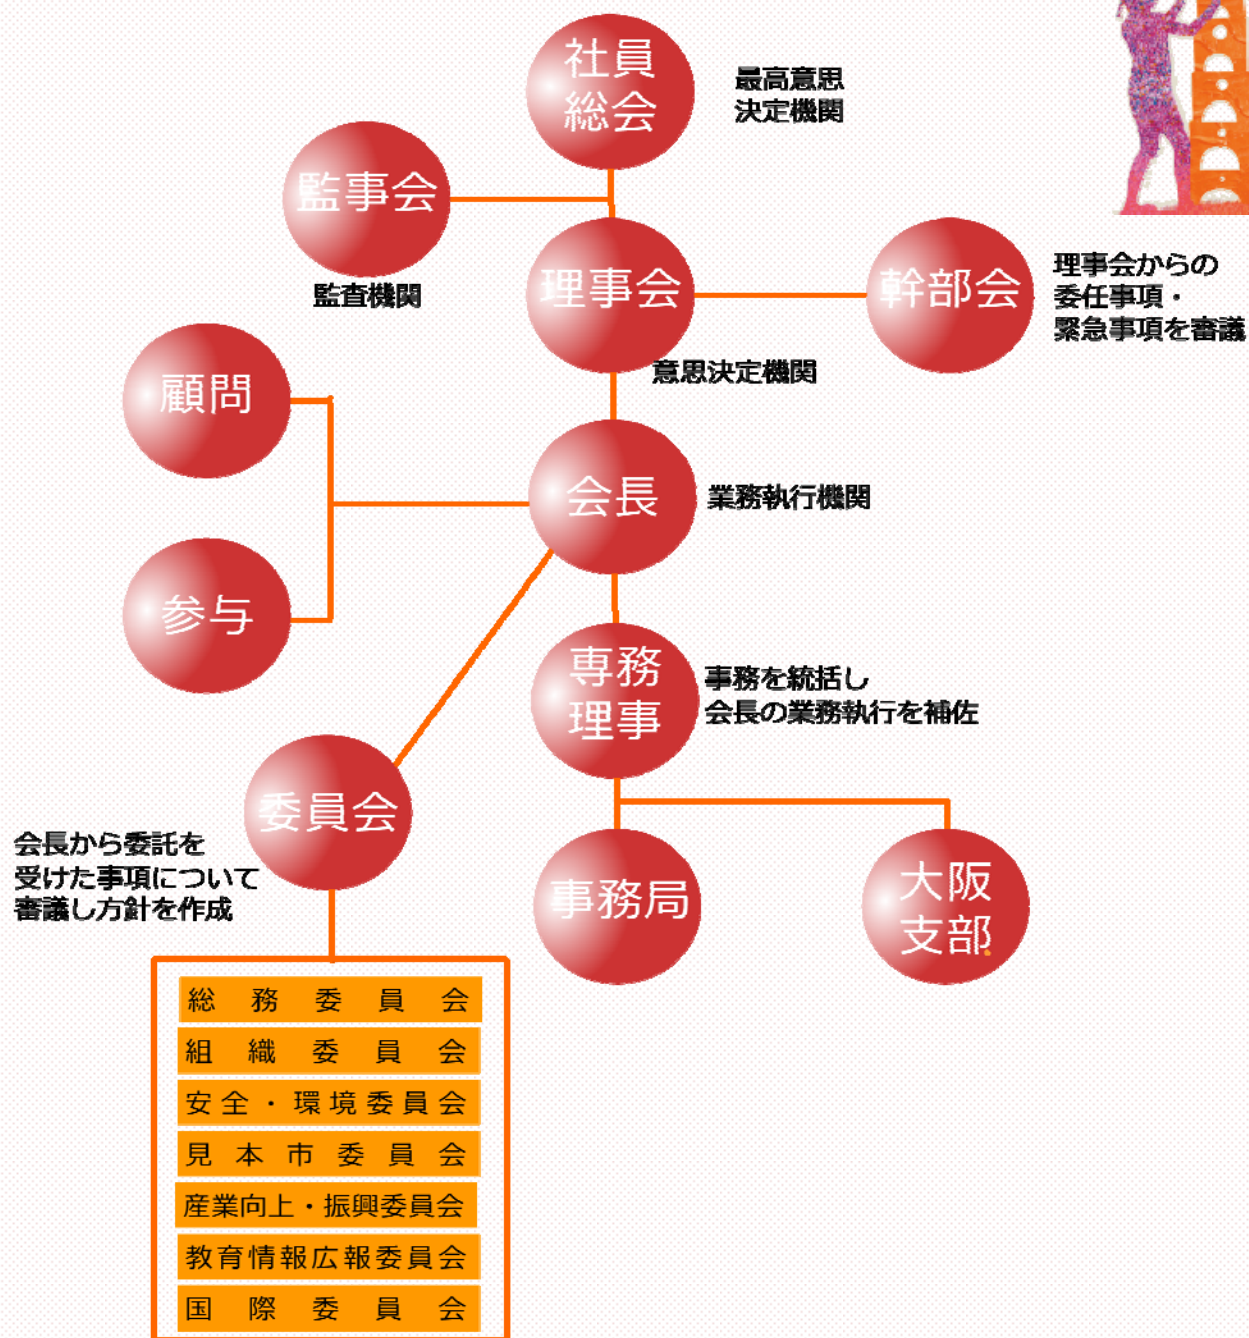 社員
総会
最高意思
決定機関
監事会
監査機関
理事会
意思決定機関
幹部会
理事会からの
委任事項・
緊急事項を審議
顧問
参与
会長
業務執行機関
専務
理事
事務を統括し
会長の業務執行を補佐
委員会
会長から委託を
受けた事項について
審議し方針を作成
事務局
大阪
支部
総務委員会
組織委員会
安全・環境委員会
見本市委員会
産業向上・振興委員会
教育情報広報委員会
国際委員会